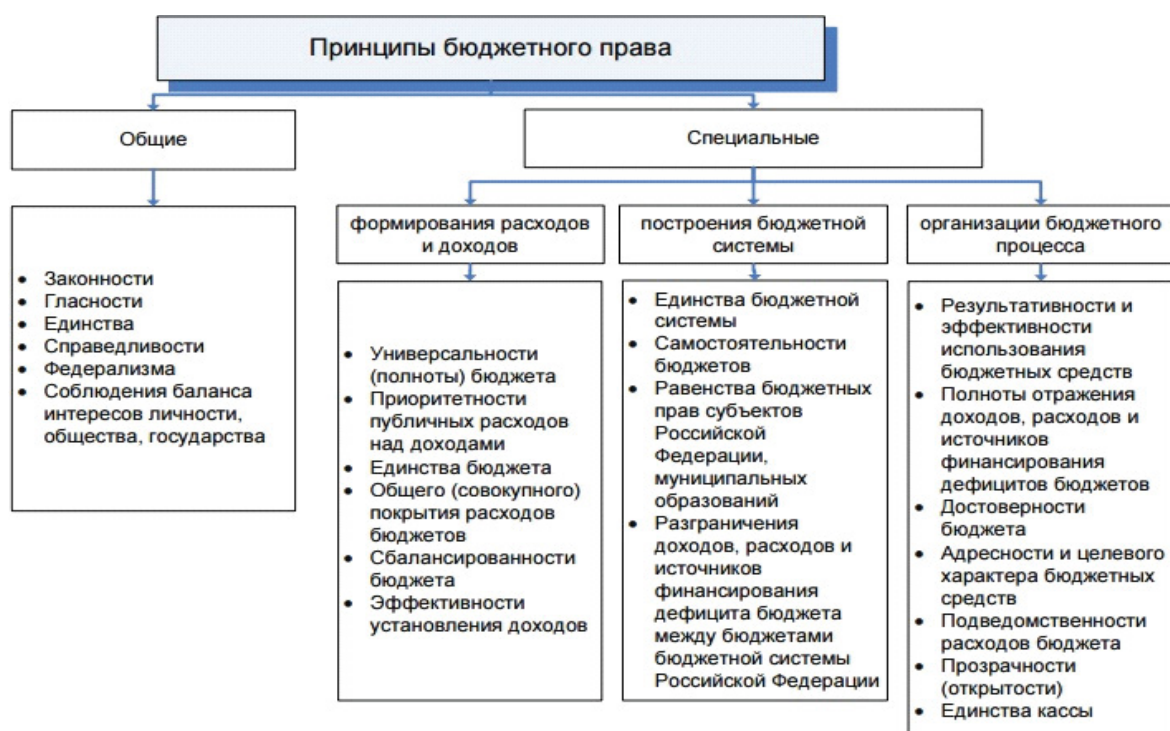 Принципы бюджетного права
Общие
Специальные
формирования расходов
и доходов
построения бюджетной
системы
организации бюджетного
процесса
• Законности
• Гласности
• Единства
• Справедливости
• Федерализма
• Соблюдения баланса
интересов личности,
общества, государства
• Универсальности
(полноты) бюджета
• Приоритетности
публичных расходов
над доходами
• Единства бюджета
• Общего (совокупного)
покрытия расходов
бюджетов
• Сбалансированности
бюджета
• Эффективности
установления доходов
• Единства бюджетной
системы
• Самостоятельности
бюджетов
• Равенства бюджетных
прав субъектов
Российской
Федерации,
муниципальных
образований
• Разграничения
доходов, расходов и
источников
финансирования
дефицита бюджета
между бюджетами
бюджетной системы
Российской Федерации
• Результативности и
эффективности
использования
бюджетных средств
• Полноты отражения
доходов, расходов и
источников
финансирования
дефицитов бюджетов
• Достоверности
бюджета
• Адресности и целевого
характера бюджетных
средств
• Подведомственности
расходов бюджета
• Прозрачности
(открытости)
• Единства кассы